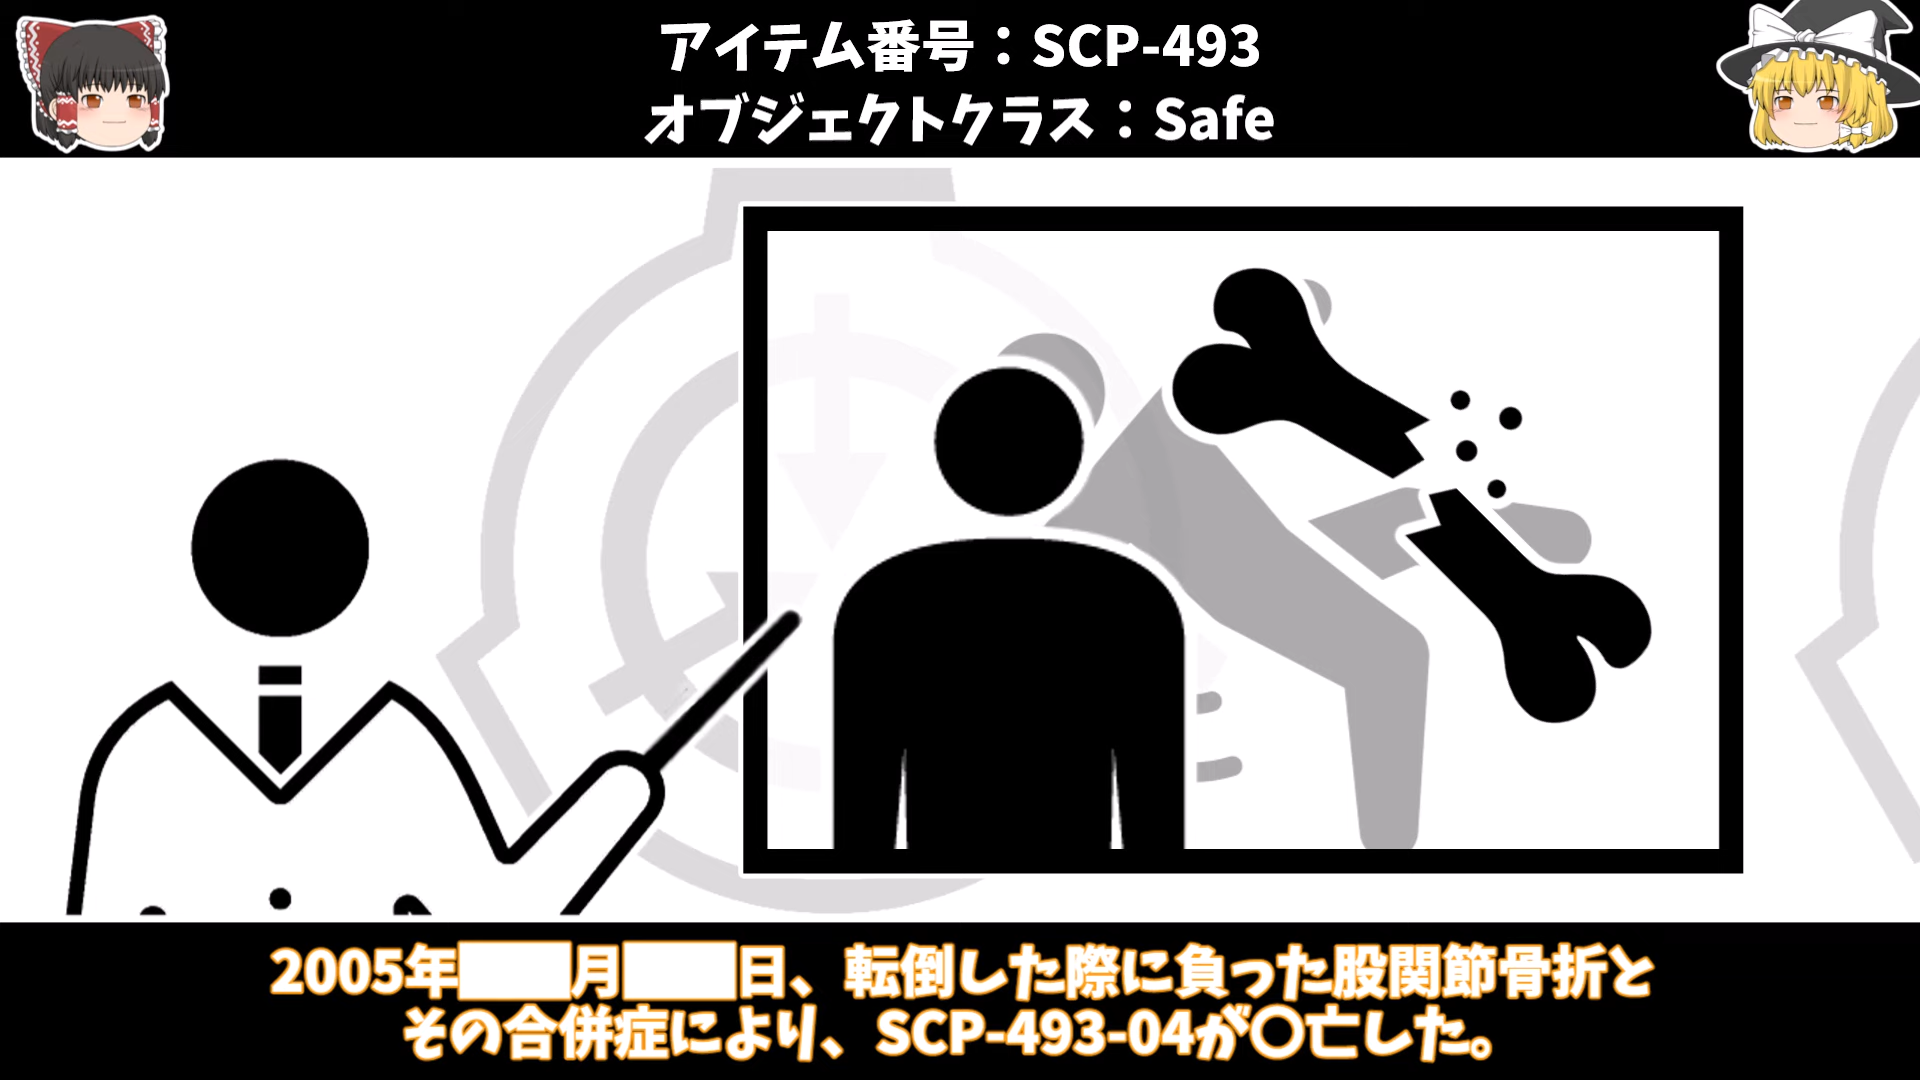 アイテム番号：SCP-493
オブジェクトクラス：Safe
2005年██月██日、転倒した際に負った股関節骨折と
その合併症により、SCP-493-04が〇亡した。